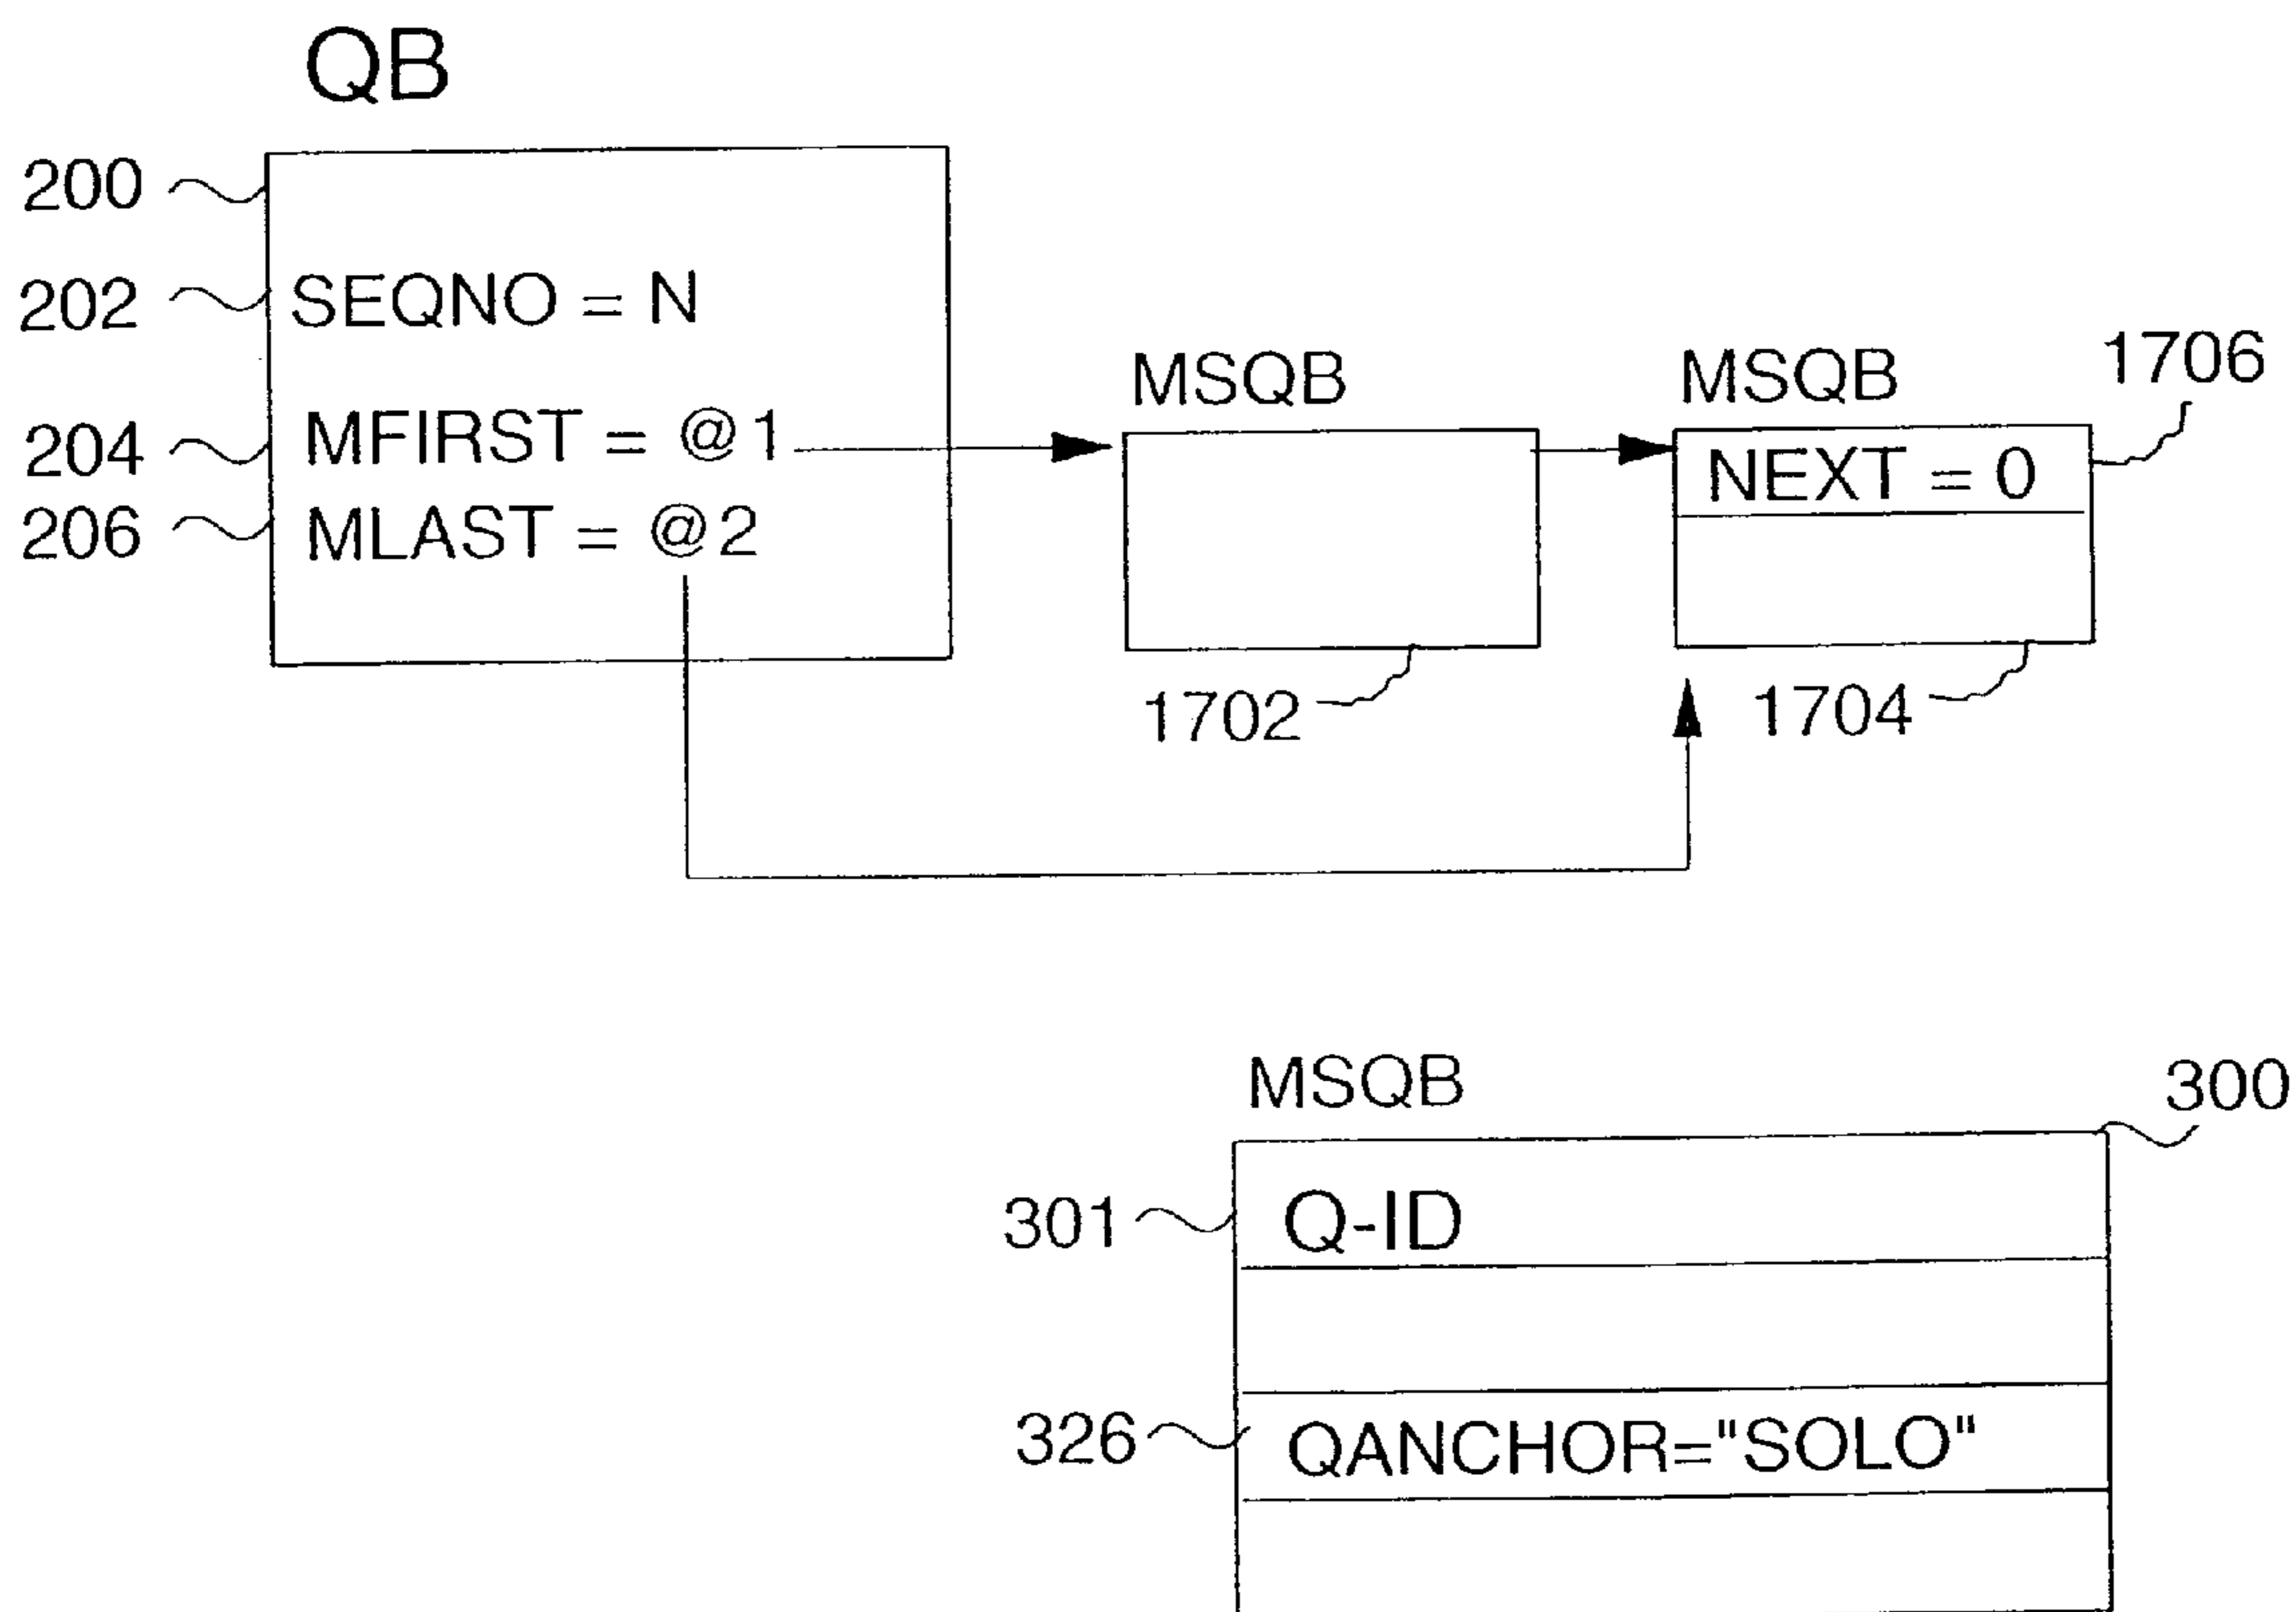 QB
200
202 SEQNO = N
204 MFIRST = @1
206 MLAST = @2
MSQB
1702
MSQB
1706
NEXT = 0
1704
MSQB
300
301 Q-ID
326 QANCHOR="SOLO"